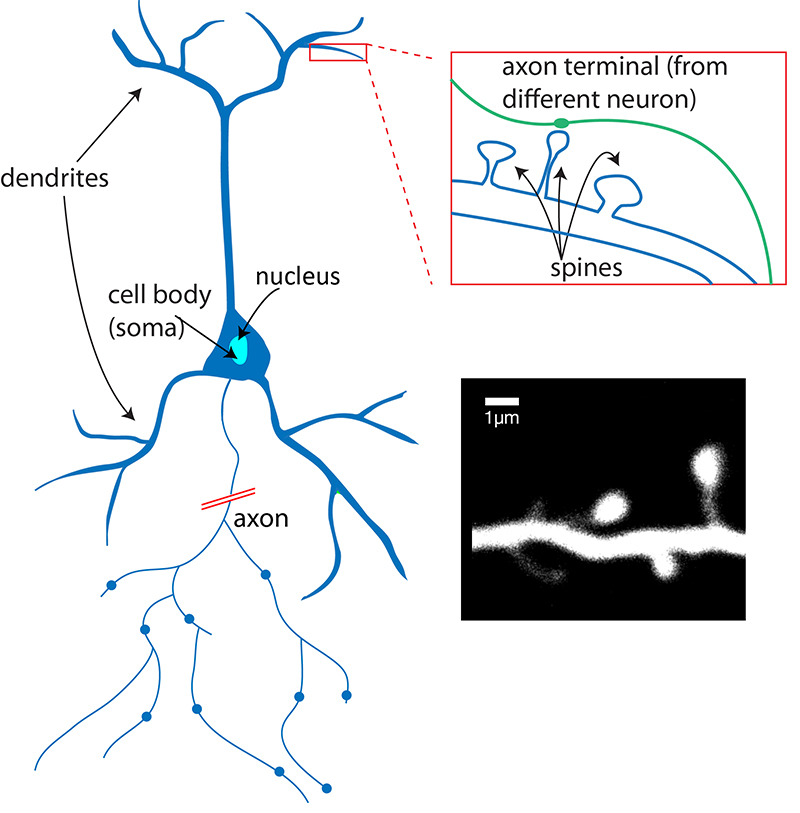 dendrites
cell body
(soma)
nucleus
axon
axon terminal (from
different neuron)
spines
1μm